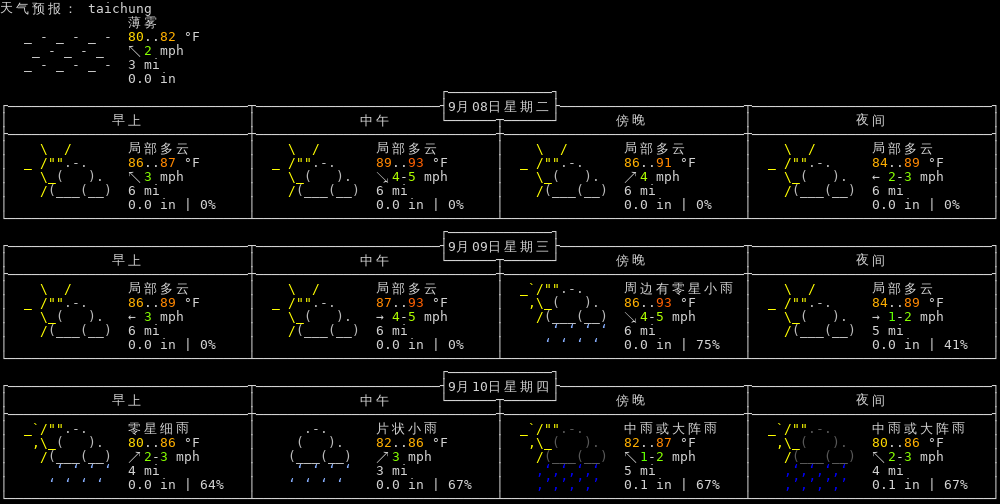 天气预报： taichung
薄雾
80..82 °F
↖ 2 mph
3 mi
0.0 in
9月08日星期二
早上 中午 傍晚 夜间
局部多云 局部多云 局部多云 局部多云
86..87 °F 89..93 °F 86..91 °F 84..89 °F
↖ 3 mph ↘ 4-5 mph ↗ 4 mph ← 2-3 mph
6 mi 6 mi 6 mi 6 mi
0.0 in | 0% 0.0 in | 0% 0.0 in | 0% 0.0 in | 0%
9月09日星期三
早上 中午 傍晚 夜间
局部多云 局部多云 周边有零星小雨 局部多云
86..89 °F 87..93 °F 86..93 °F 84..89 °F
← 3 mph → 4-5 mph ↘ 4-5 mph → 1-2 mph
6 mi 6 mi 6 mi 5 mi
0.0 in | 0% 0.0 in | 0% 0.0 in | 75% 0.0 in | 41%
9月10日星期四
早上 中午 傍晚 夜间
零星细雨 片状小雨 中雨或大阵雨 中雨或大阵雨
80..86 °F 82..86 °F 82..87 °F 80..86 °F
↗ 2-3 mph ↗ 3 mph ↖ 1-2 mph ↖ 2-3 mph
4 mi 3 mi 5 mi 4 mi
0.0 in | 64% 0.0 in | 67% 0.1 in | 67% 0.1 in | 67%